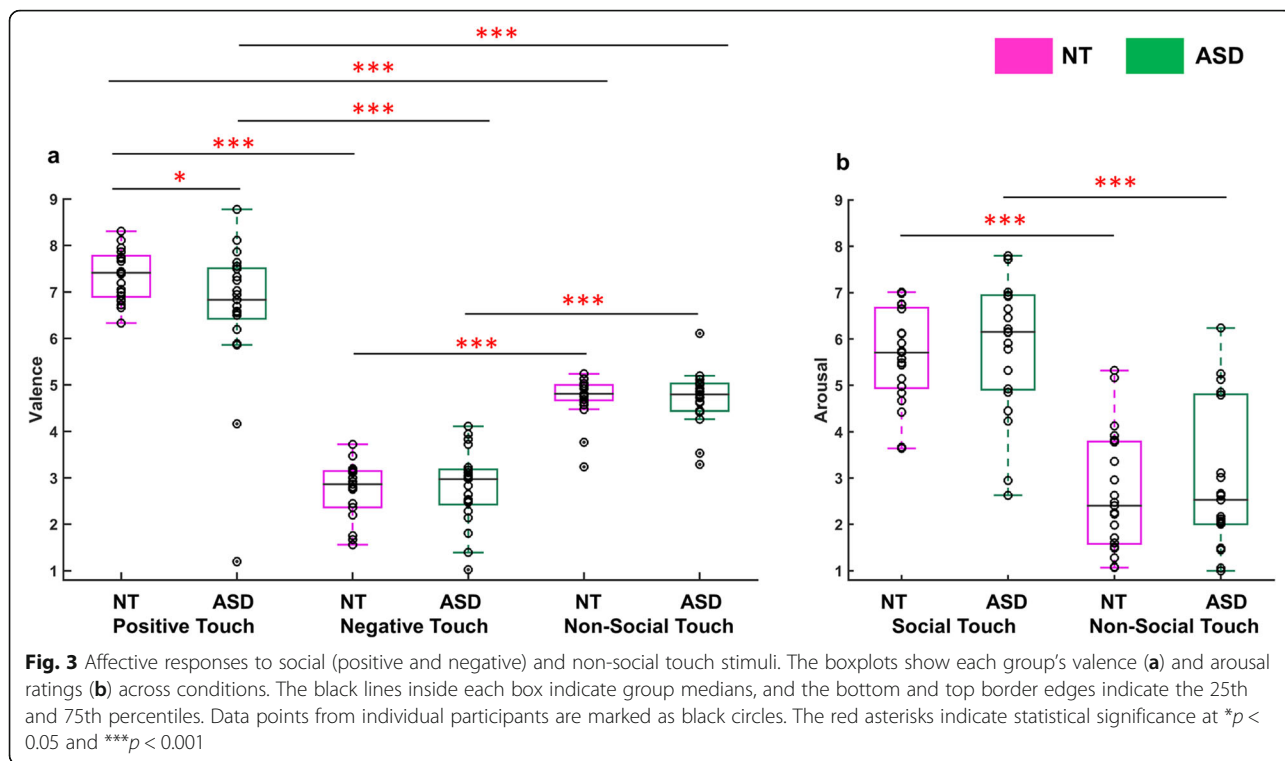 ***
NT ASD
***
***
***
*
a
b
***
***
***
***
Valence
9
8
7
6
5
4
3
2
1
NT ASD NT ASD NT ASD
Positive Touch Negative Touch Non-Social Touch
Arousal
9
8
7
6
5
4
3
2
1
NT ASD NT ASD
Social Touch Non-Social Touch
Fig. 3 Affective responses to social (positive and negative) and non-social touch stimuli. The boxplots show each group's valence (a) and arousal
ratings (b) across conditions. The black lines inside each box indicate group medians, and the bottom and top border edges indicate the 25th
and 75th percentiles. Data points from individual participants are marked as black circles. The red asterisks indicate statistical significance at *p <
0.05 and ***p < 0.001